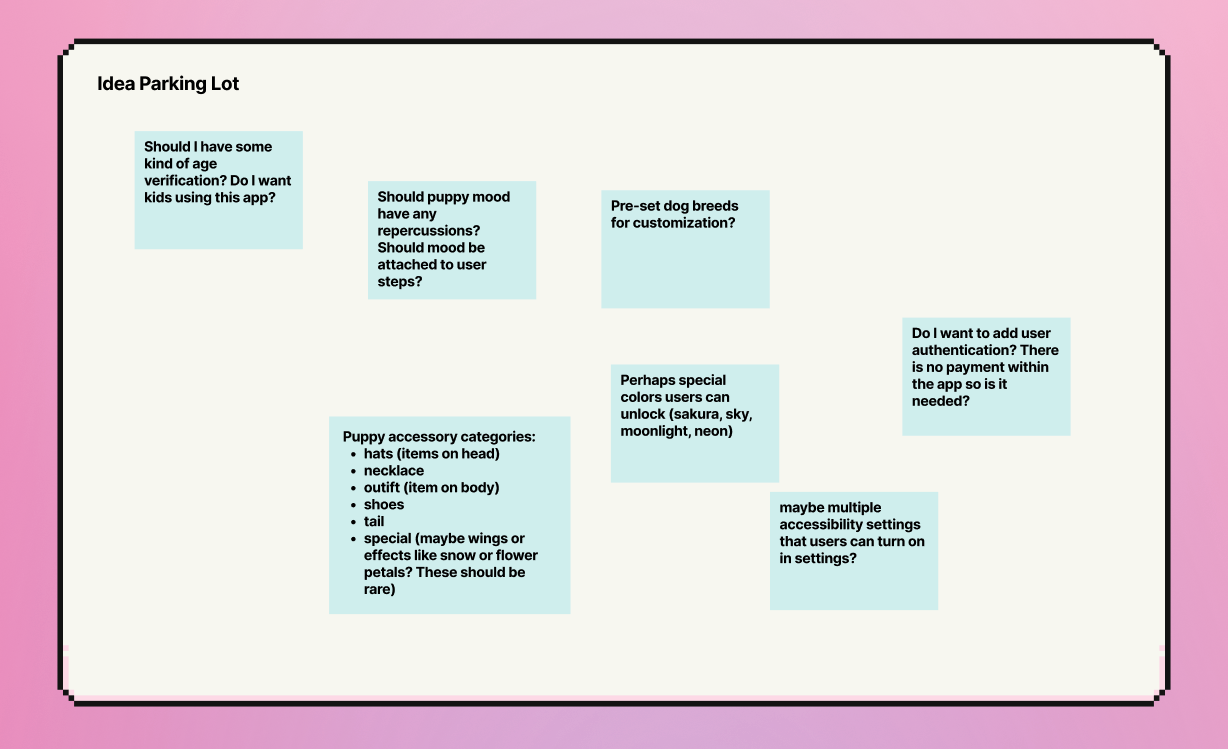 Idea Parking Lot
Should I have some
kind of age
verification? Do I want
kids using this app?
Should puppy mood
have any
repercussions?
Should mood be
attached to user
steps?
Pre-set dog breeds
for customization?
Do I want to add user
authentication? There
is no payment within
the app so is it
needed?
Perhaps special
colors users can
unlock (sakura, sky,
moonlight, neon)
Puppy accessory categories:
• hats (items on head)
• necklace
• outift (item on body)
• shoes
• tail
• special (maybe wings or
effects like snow or flower
petals? These should be
rare)
maybe multiple
accessibility settings
that users can turn on
in settings?